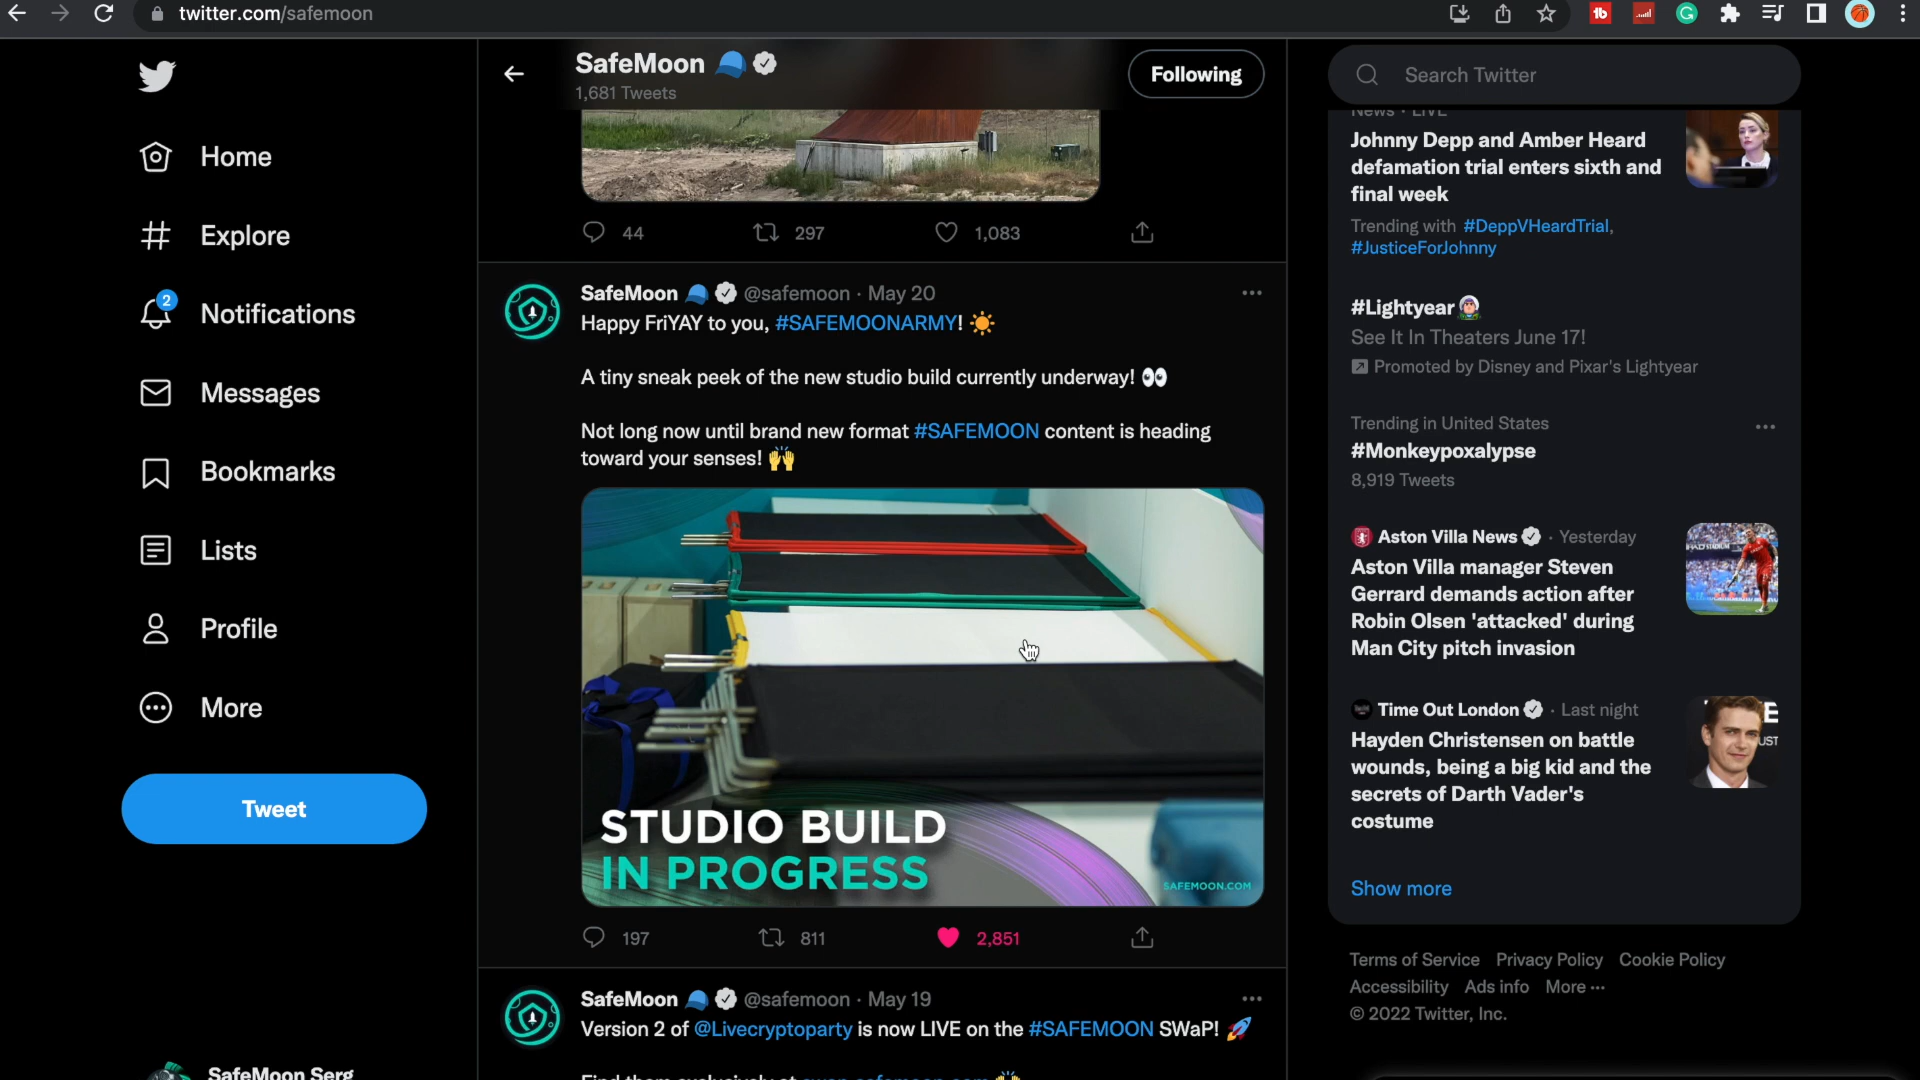 twitter.com/safemoon
SafeMoon
1,681 Tweets
Following
Search Twitter
Home
Explore
2
Notifications
Messages
Bookmarks
Lists
Profile
More
Tweet
44 297 1,083
SafeMoon @safemoon · May 20
Happy FriYAY to you, #SAFEMOONARMY!
A tiny sneak peek of the new studio build currently underway!
Not long now until brand new format #SAFEMOON content is heading
toward your senses!
STUDIO BUILD
IN PROGRESS
SAFEMOON.COM
197 811 2,851
SafeMoon @safemoon · May 19
Version 2 of @Livecryptoparty is now LIVE on the #SAFEMOON SWaP!
Find them exclusively at swap.safemoon.com
SafeMoon Serg
News · LIVE
Johnny Depp and Amber Heard
defamation trial enters sixth and
final week
Trending with #DeppVHeardTrial,
#JusticeForJohnny
#Lightyear
See It In Theaters June 17!
Promoted by Disney and Pixar's Lightyear
Trending in United States
#Monkeypoxalypse
8,919 Tweets
Aston Villa News · Yesterday
Aston Villa manager Steven
Gerrard demands action after
Robin Olsen 'attacked' during
Man City pitch invasion
Time Out London · Last night
Hayden Christensen on battle
wounds, being a big kid and the
secrets of Darth Vader's
costume
Show more
Terms of Service Privacy Policy Cookie Policy
Accessibility Ads info More ···
© 2022 Twitter, Inc.